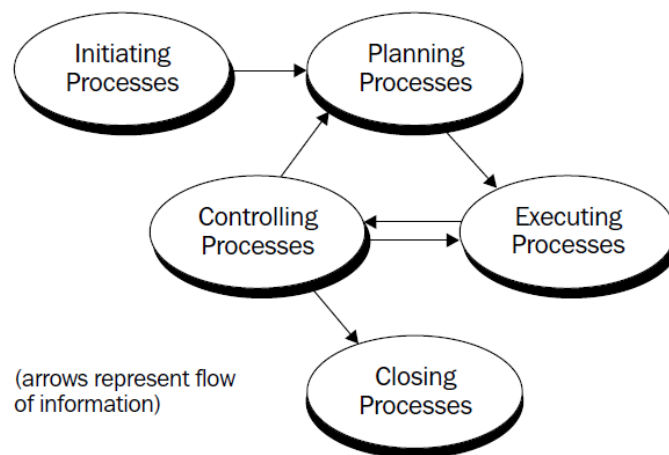 Initiating
Processes
Planning
Processes
Controlling
Processes
Executing
Processes
(arrows represent flow
of information)
Closing
Processes